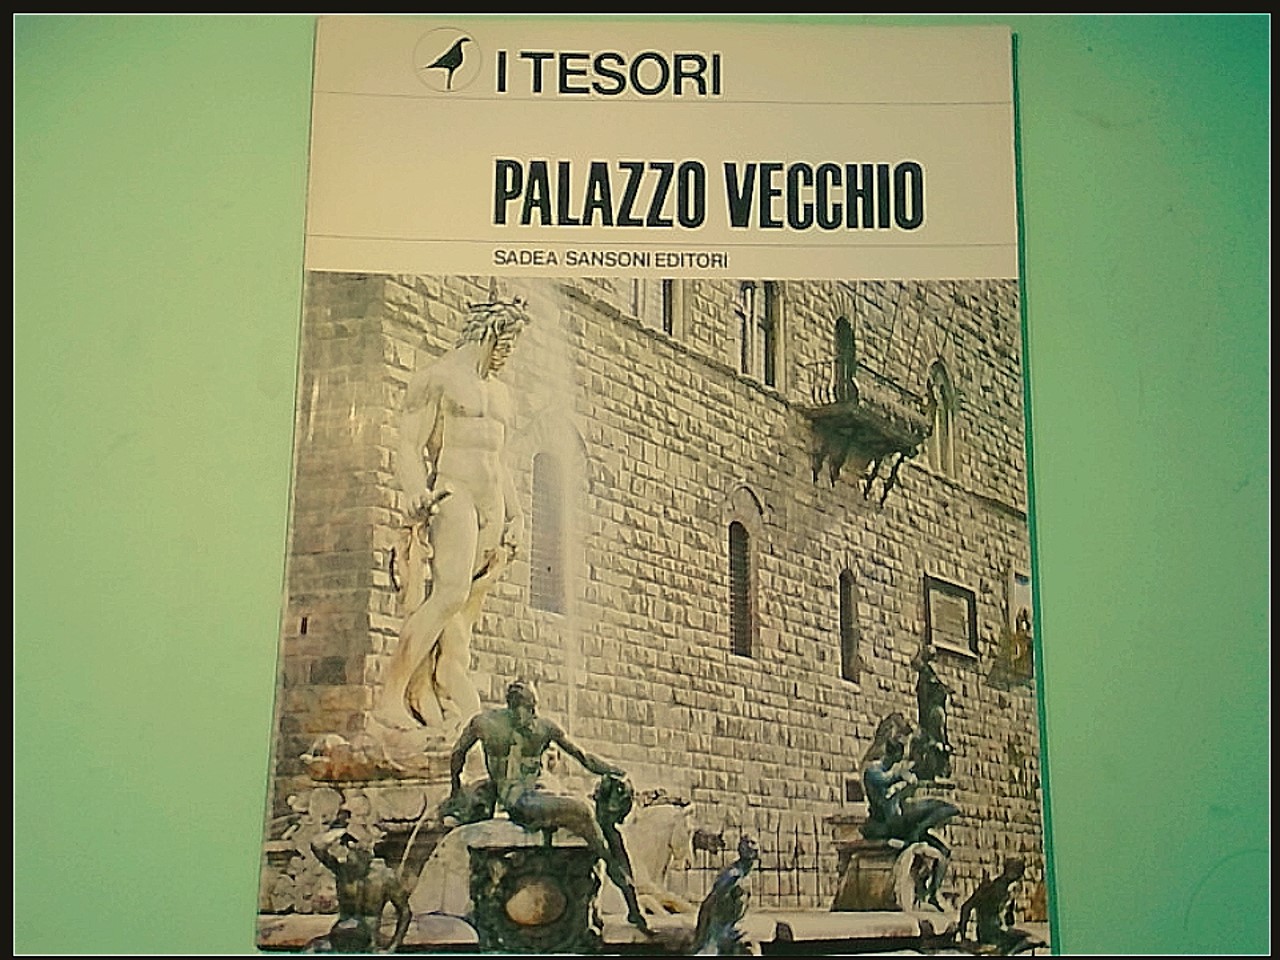 I TESORI
PALAZZO VECCHIO
SADEA/SANSONI EDITORI